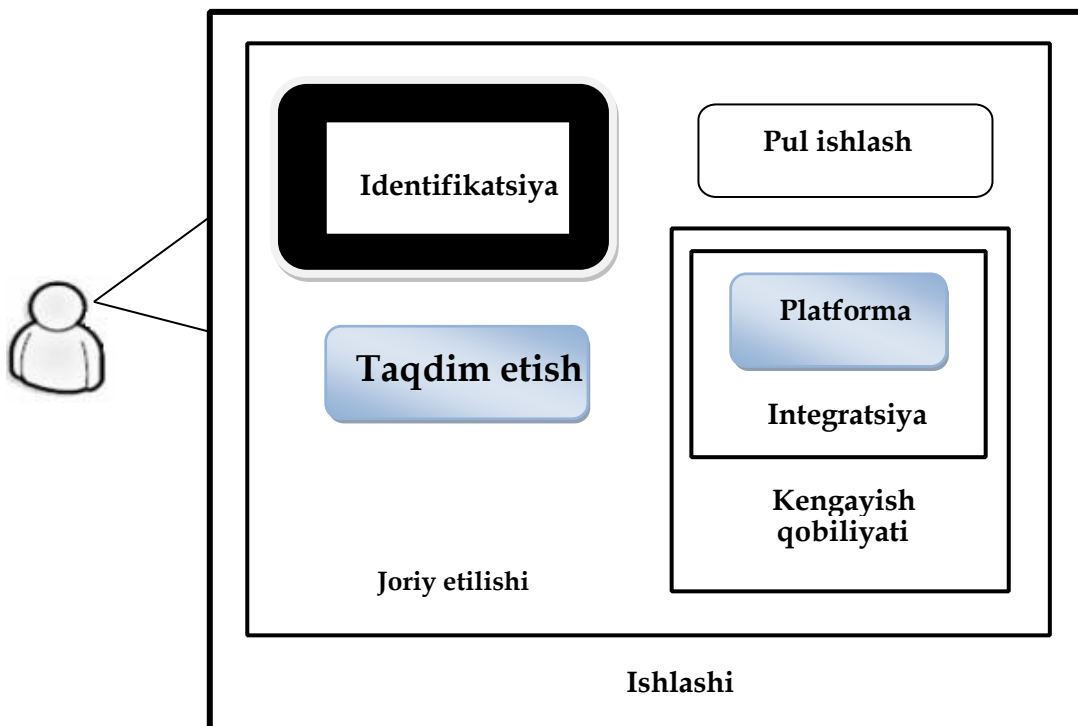 Identifikatsiya
Pul ishlash
Platforma
Taqdim etish
Integratsiya
Kengayish
qobiliyati
Joriy etilishi
Ishlashi